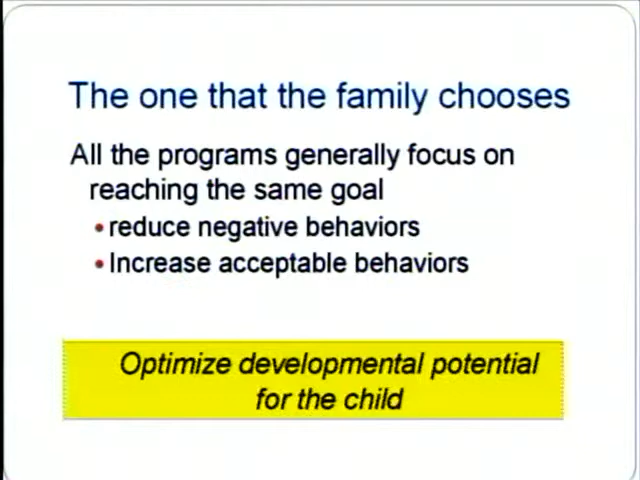 The one that the family chooses
All the programs generally focus on
reaching the same goal
• reduce negative behaviors
• Increase acceptable behaviors
Optimize developmental potential
for the child